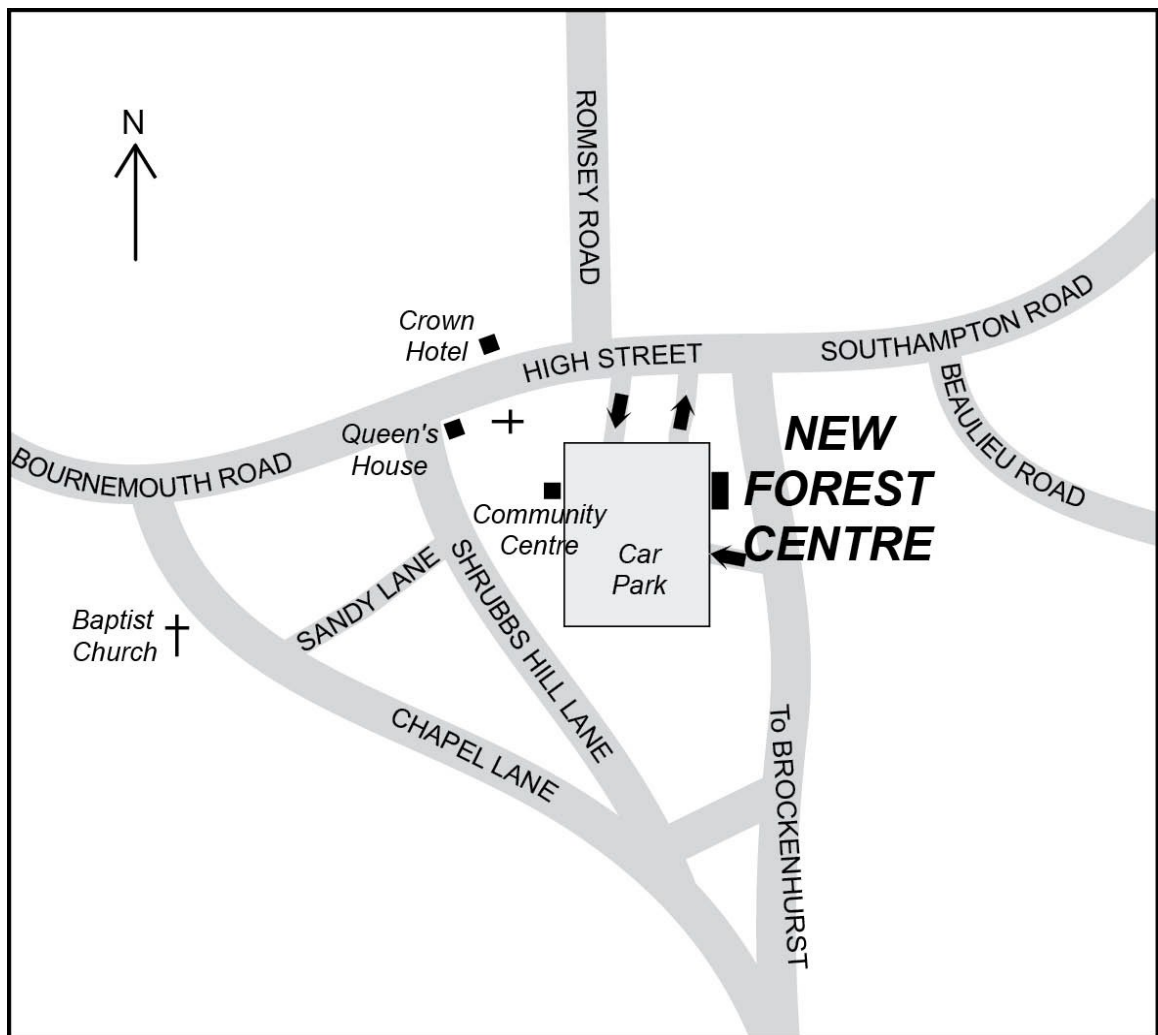 N
ROMSEY ROAD
Crown
Hotel
HIGH STREET
SOUTHAMPTON ROAD
BEAULIEU ROAD
Queen's
House
BOURNEMOUTH ROAD
NEW
FOREST
CENTRE
Community
Centre
Car
Park
SANDY LANE
SHRUBBS HILL LANE
Baptist
Church
CHAPEL LANE
To BROCKENHURST